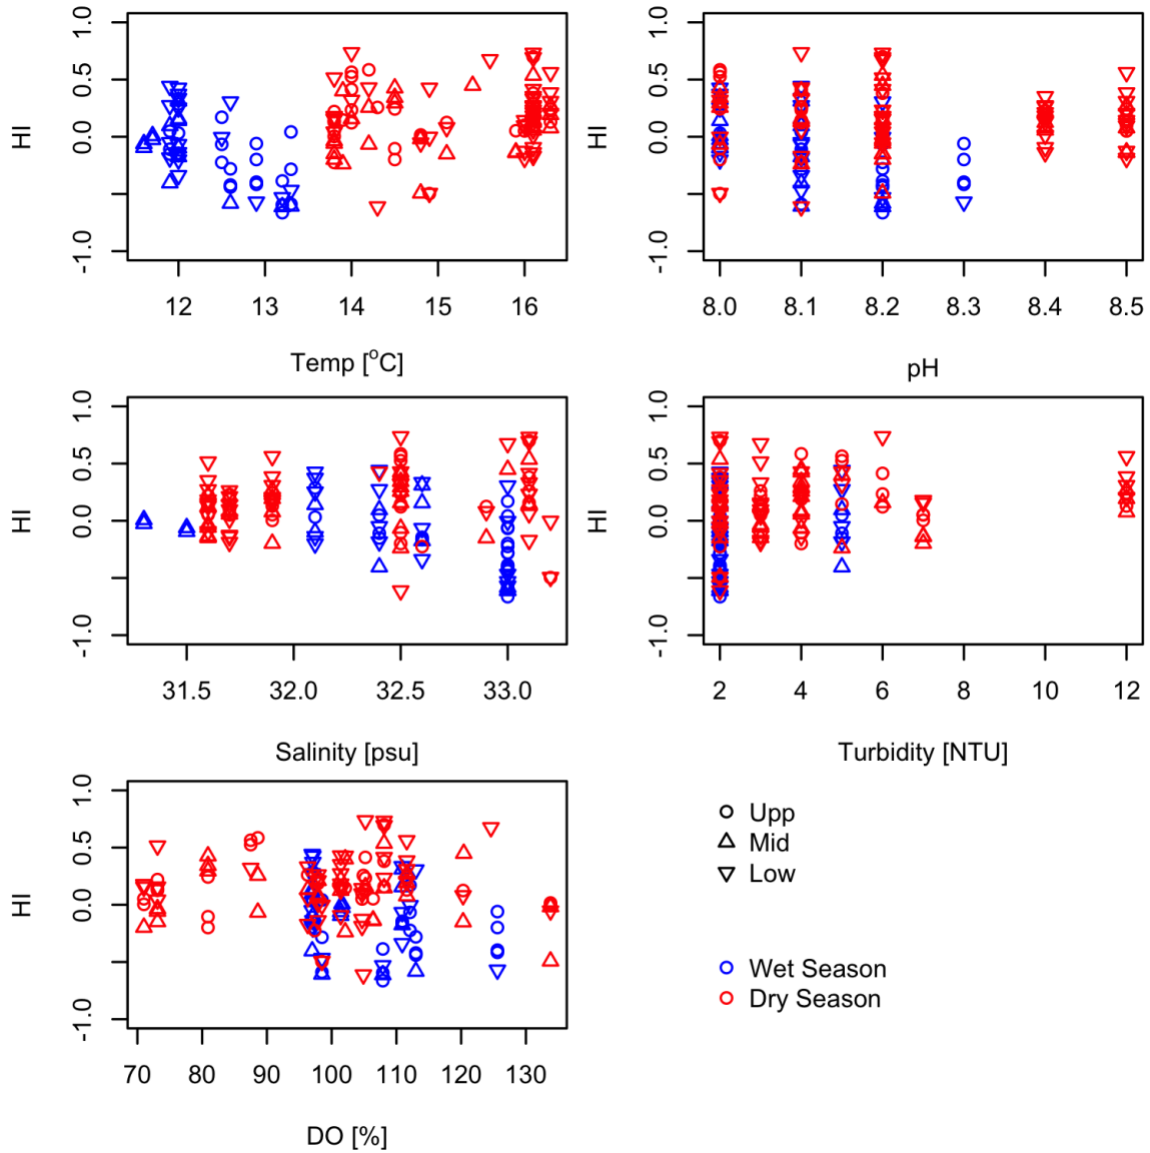 1.0
0.5
0.0
-1.0
HI
12 13 14 15 16
Temp [°C]
1.0
0.5
0.0
-1.0
HI
8.0 8.1 8.2 8.3 8.4 8.5
pH
1.0
0.5
0.0
-1.0
HI
31.5 32.0 32.5 33.0
Salinity [psu]
1.0
0.5
0.0
-1.0
HI
2 4 6 8 10 12
Turbidity [NTU]
1.0
0.5
0.0
-1.0
HI
70 80 90 100 110 120 130
DO [%]
Upp
Mid
Low
Wet Season
Dry Season